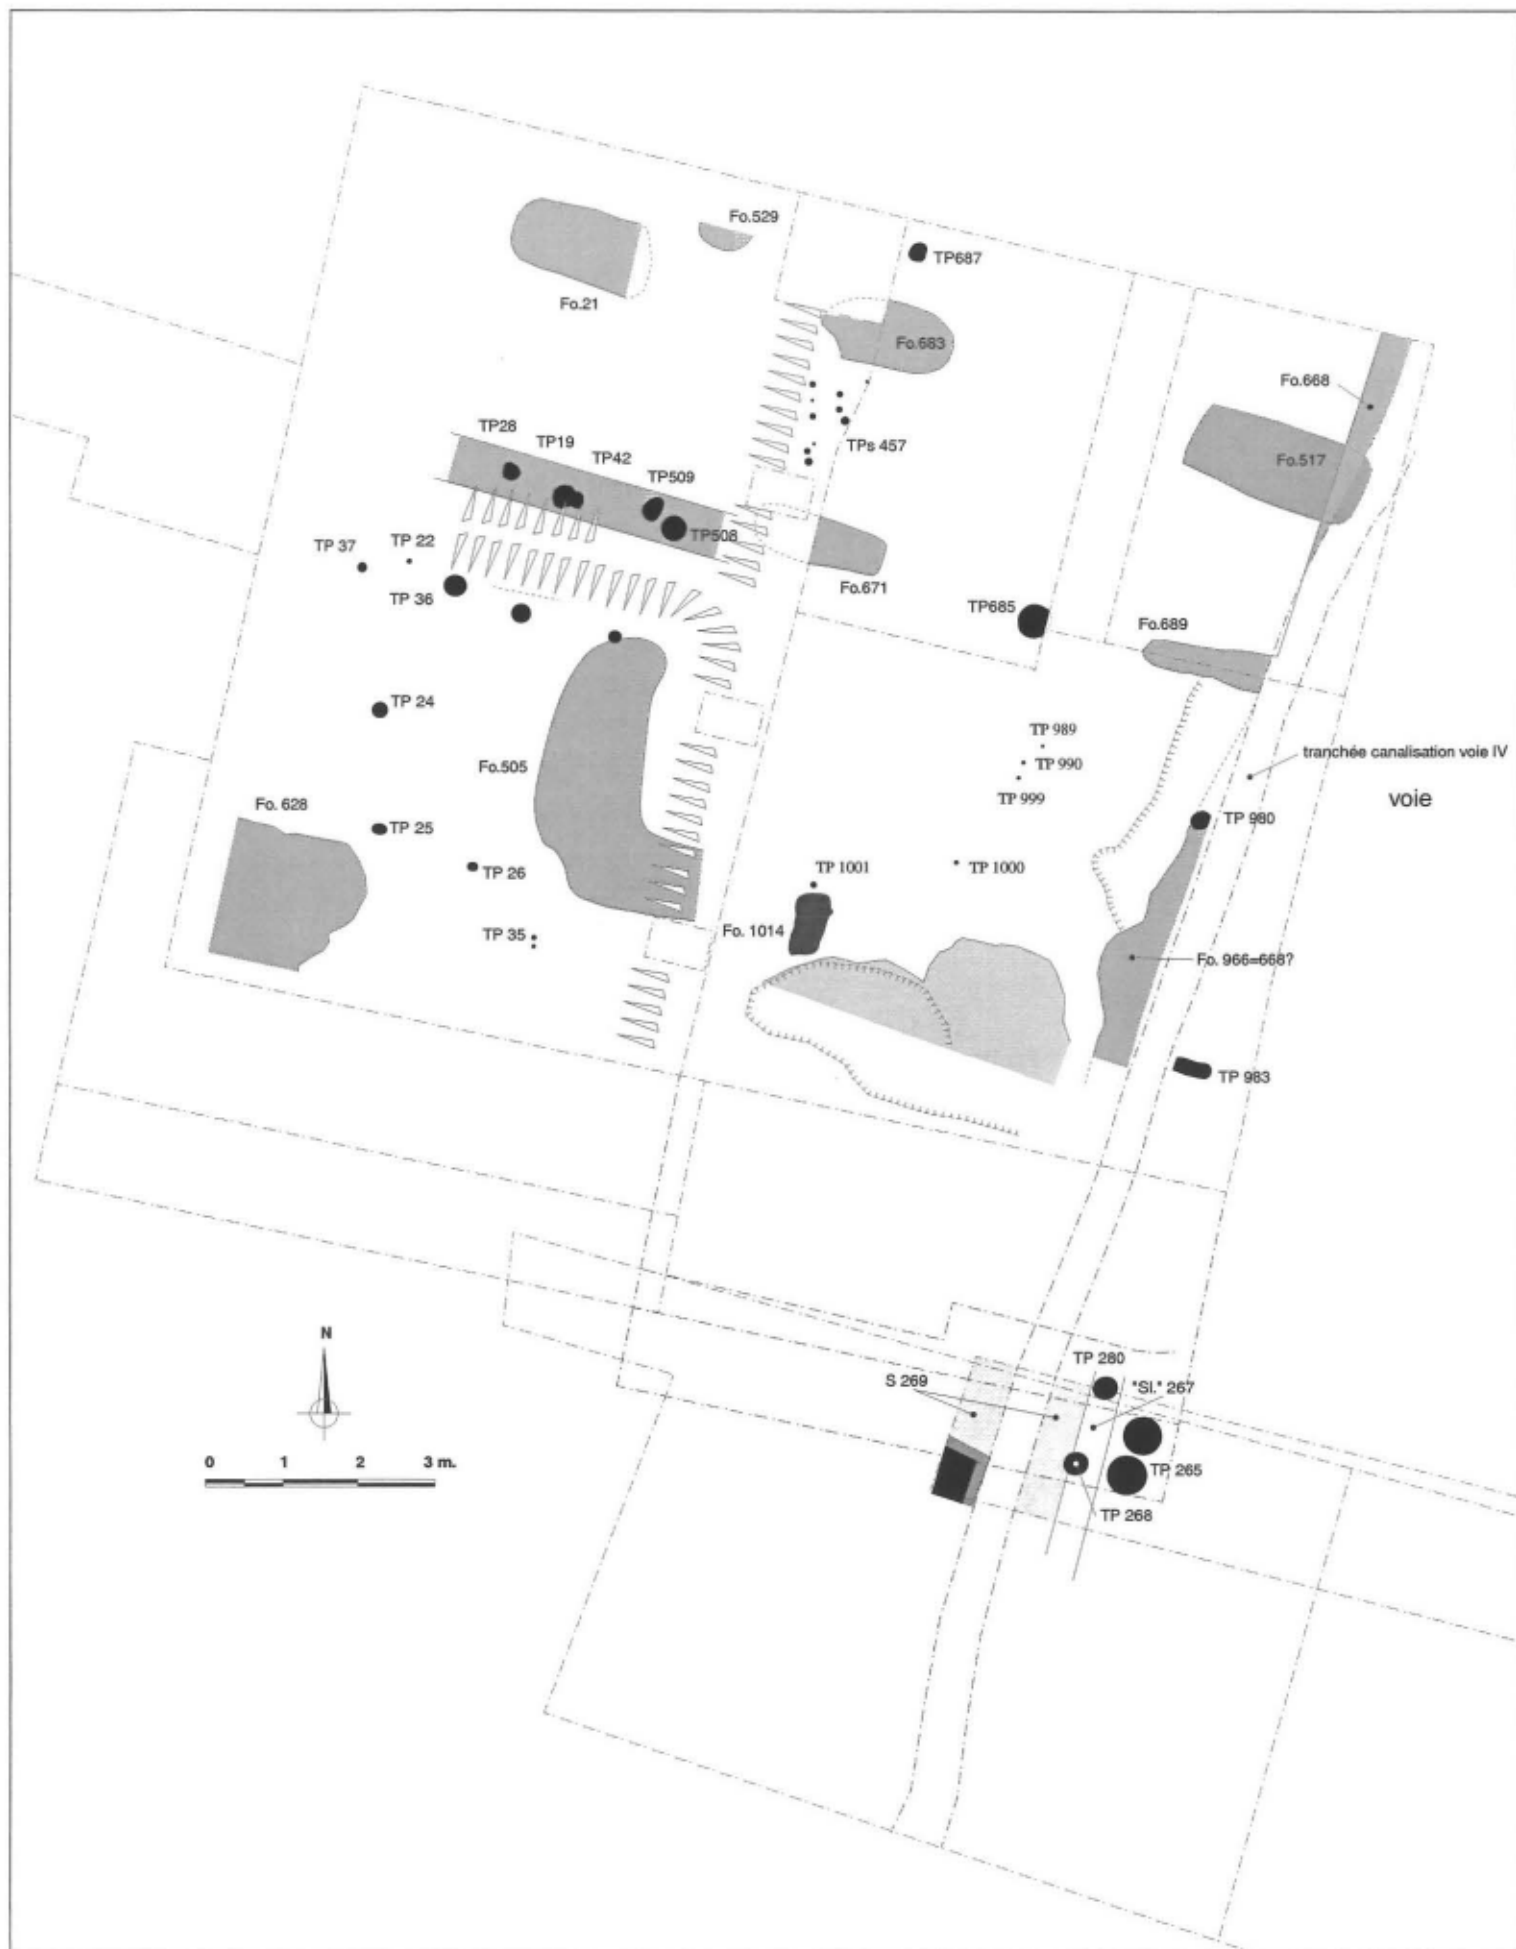 Fo.529
TP687
Fo.21
Fo.683
Fo.668
TP28
TP19
TP42
TPs 457
Fo.517
TP509
TP508
TP 37
TP 22
TP 36
Fo.671
TP685
Fo.689
TP 24
TP 989
TP 990
TP 999
tranchée canalisation voie IV
voie
Fo.505
Fo. 628
TP 25
TP 980
TP 26
TP 1001
TP 1000
TP 35
Fo. 1014
Fo. 966=668?
TP 983
N
0 1 2 3 m.
TP 280
S 269
"Sl." 267
TP 265
TP 268